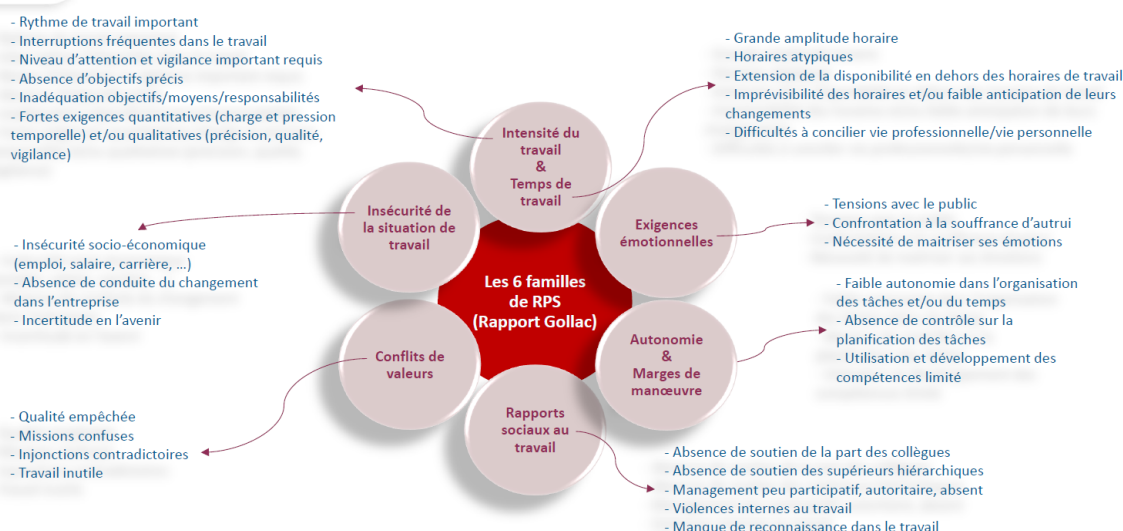 - Rythme de travail important
- Interruptions fréquentes dans le travail
- Niveau d'attention et vigilance important requis
- Absence d'objectifs précis
- Inadéquation objectifs/moyens/responsabilités
- Fortes exigences quantitatives (charge et pression
temporelle) et/ou qualitatives (précision, qualité,
vigilance)
- Grande amplitude horaire
- Horaires atypiques
- Extension de la disponibilité en dehors des horaires de travail
- Imprévisibilité des horaires et/ou faible anticipation de leurs
changements
- Difficultés à concilier vie professionnelle/vie personnelle
Intensité du
travail
&
Temps de
travail
Insécurité de
la situation de
travail
Exigences
émotionnelles
- Tensions avec le public
- Confrontation à la souffrance d'autrui
- Nécessité de maitriser ses émotions
- Insécurité socio-économique
(emploi, salaire, carrière, ...)
- Absence de conduite du changement
dans l'entreprise
- Incertitude en l'avenir
Les 6 familles
de RPS
(Rapport Gollac)
- Faible autonomie dans l'organisation
des tâches et/ou du temps
- Absence de contrôle sur la
planification des tâches
- Utilisation et développement des
compétences limité
Conflits de
valeurs
Autonomie
&
Marges de
manœuvre
Rapports
sociaux au
travail
- Qualité empêchée
- Missions confuses
- Injonctions contradictoires
- Travail inutile
- Absence de soutien de la part des collègues
- Absence de soutien des supérieurs hiérarchiques
- Management peu participatif, autoritaire, absent
- Violences internes au travail
- Manque de reconnaissance dans le travail